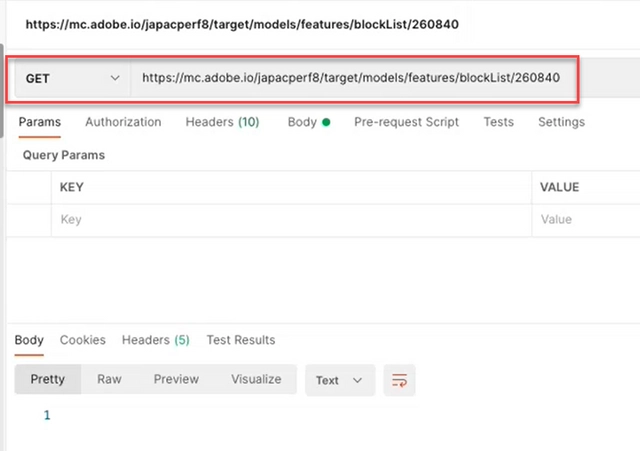 https://mc.adobe.io/japacperf8/target/models/features/blockList/260840
GET https://mc.adobe.io/japacperf8/target/models/features/blockList/260840
Params Authorization Headers (10) Body Pre-request Script Tests Settings
Query Params
KEY VALUE
Key Value
Body Cookies Headers (5) Test Results
Pretty Raw Preview Visualize Text
1